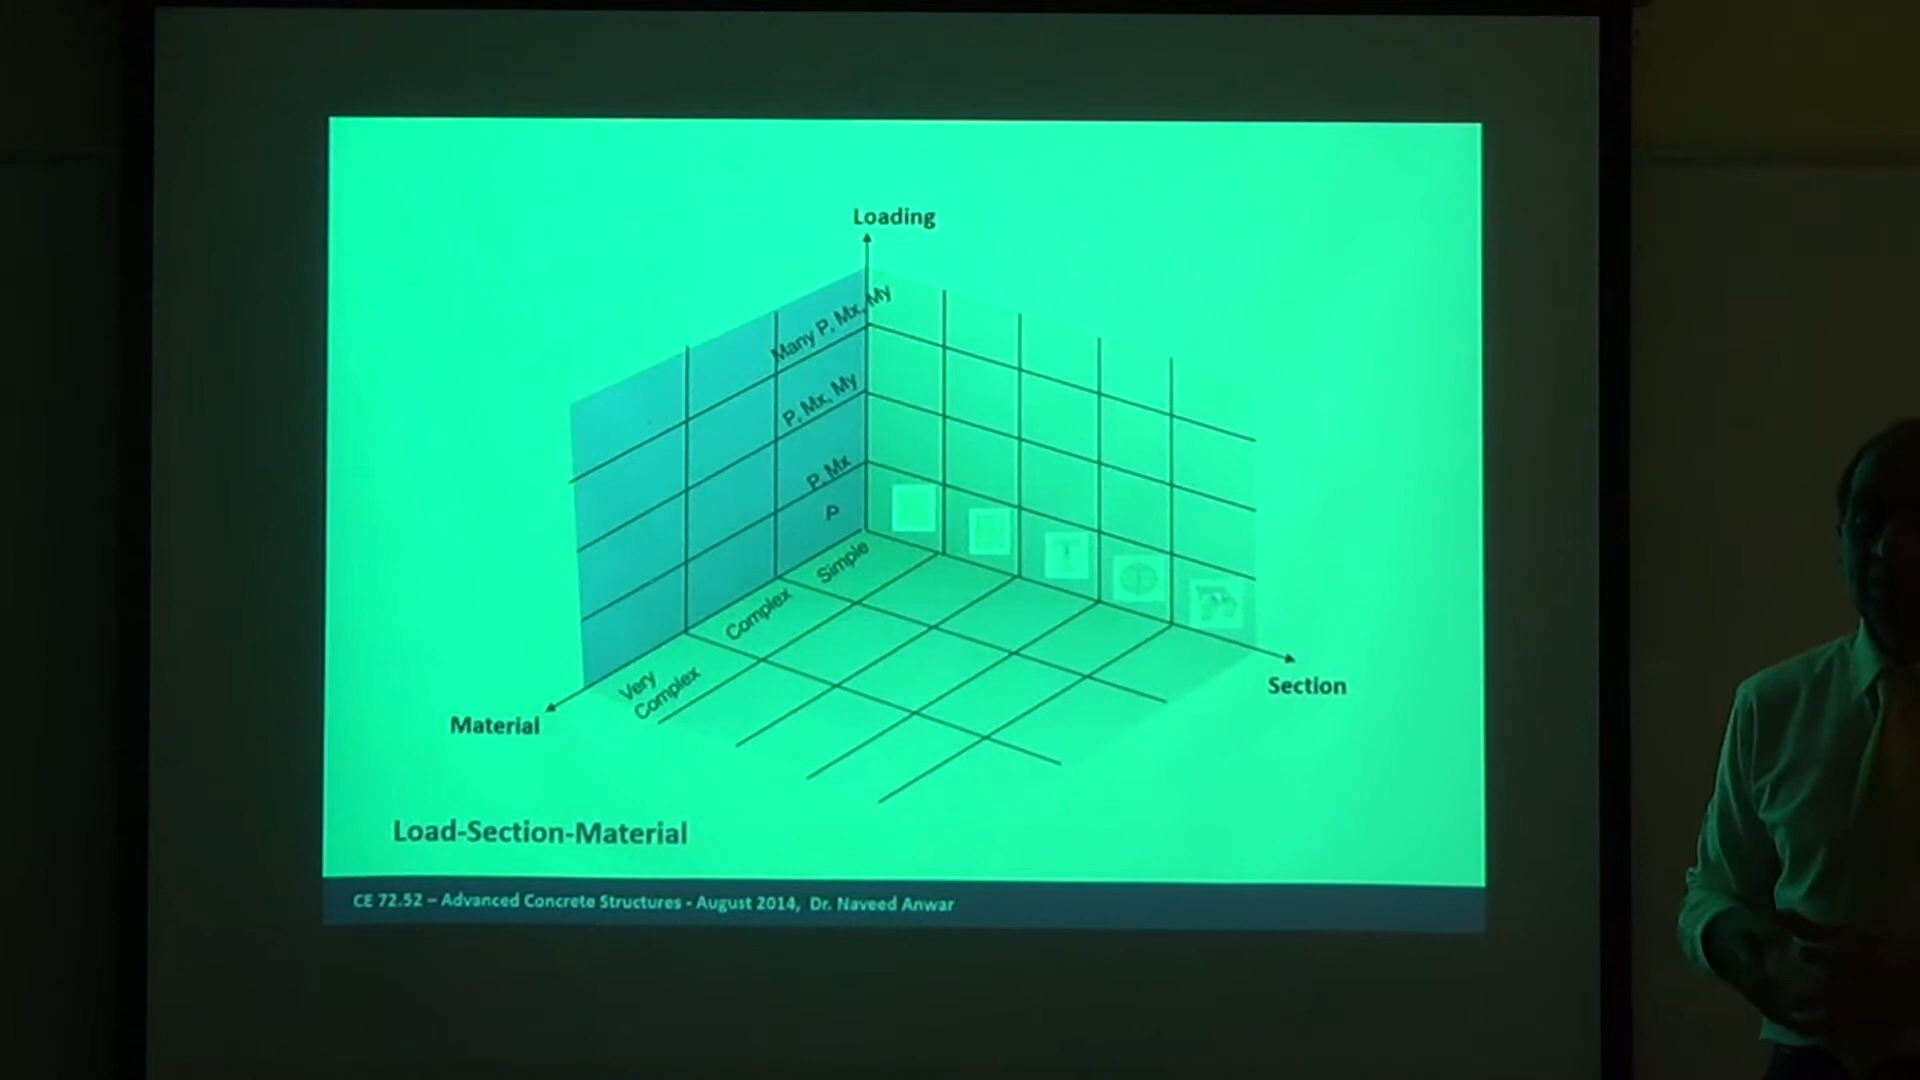 Loading
Many P, Mx, My
P, Mx, My
P, Mx
P
Simple
Complex
Very
Complex
Material
Section
Load-Section-Material
CE 72.52 – Advanced Concrete Structures - August 2014, Dr. Naveed Anwar